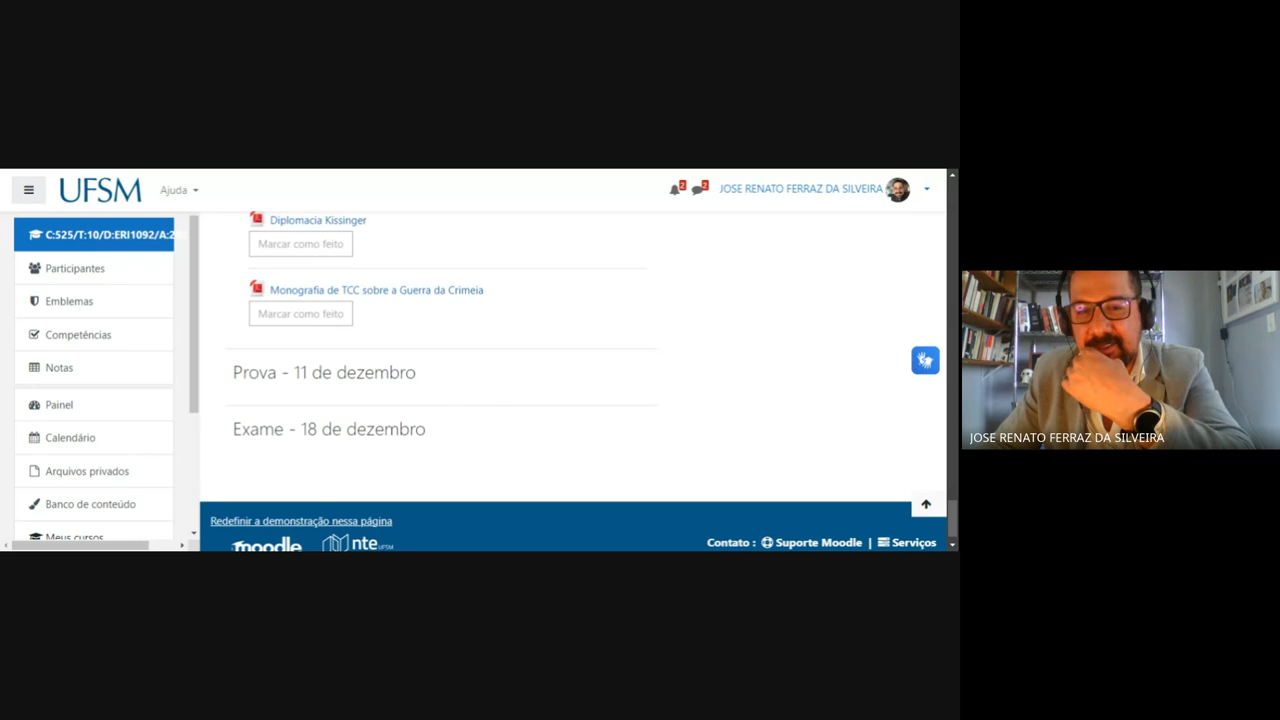 UFSM
Ajuda
2
2
JOSE RENATO FERRAZ DA SILVEIRA
C:525/T:10/D:ERI1092/A:2
Participantes
Emblemas
Competências
Notas
Painel
Calendário
Arquivos privados
Banco de conteúdo
Meus cursos
Diplomacia Kissinger
Marcar como feito
Monografia de TCC sobre a Guerra da Crimeia
Marcar como feito
Prova - 11 de dezembro
Exame - 18 de dezembro
Redefinir a demonstração nessa página
moodle
nte UFSM
Contato : Suporte Moodle | Serviços
JOSE RENATO FERRAZ DA SILVEIRA